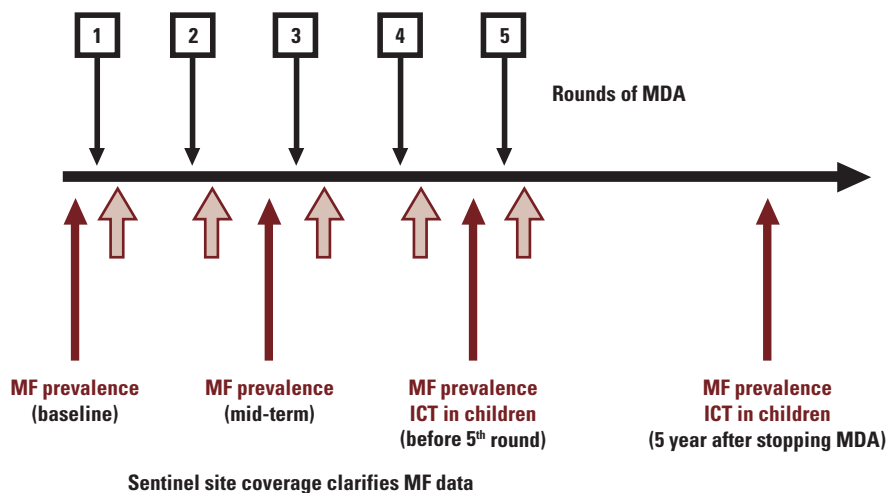 1 2 3 4 5
Rounds of MDA
MF prevalence
(baseline)
MF prevalence
(mid-term)
MF prevalence
ICT in children
(before 5th round)
MF prevalence
ICT in children
(5 year after stopping MDA)
Sentinel site coverage clarifies MF data